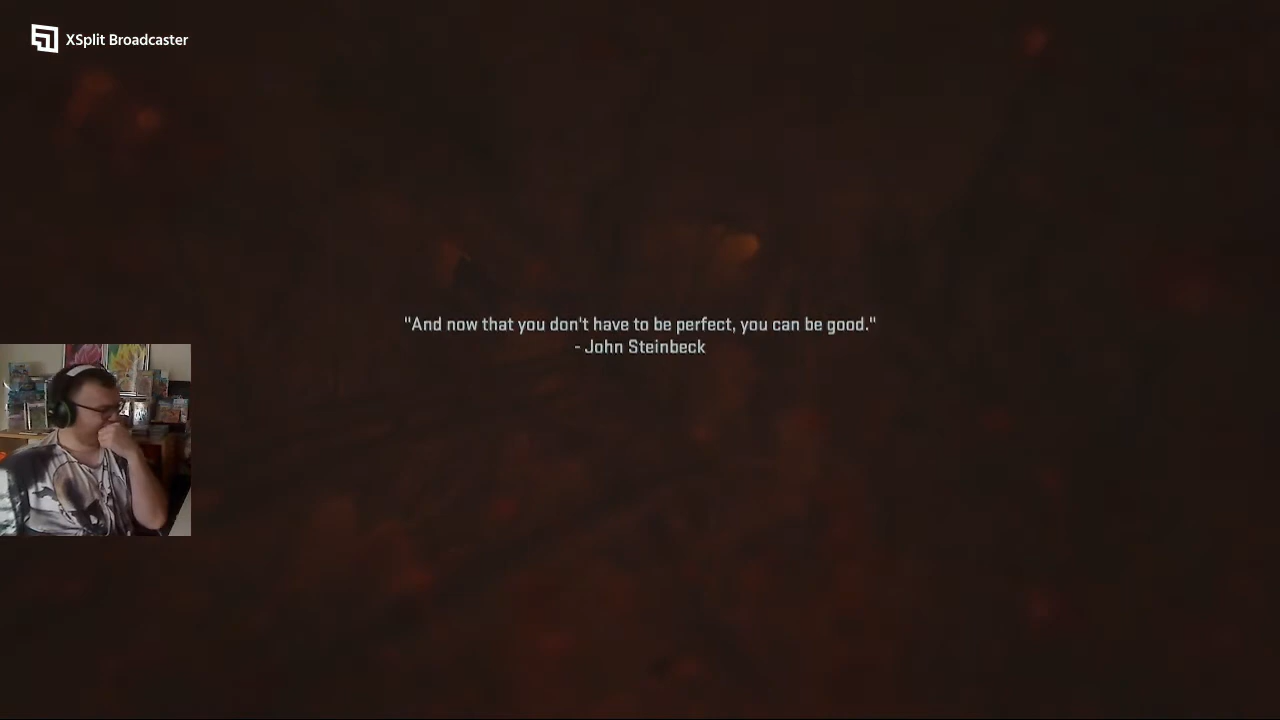 XSplit Broadcaster
"And now that you don't have to be perfect, you can be good."
- John Steinbeck